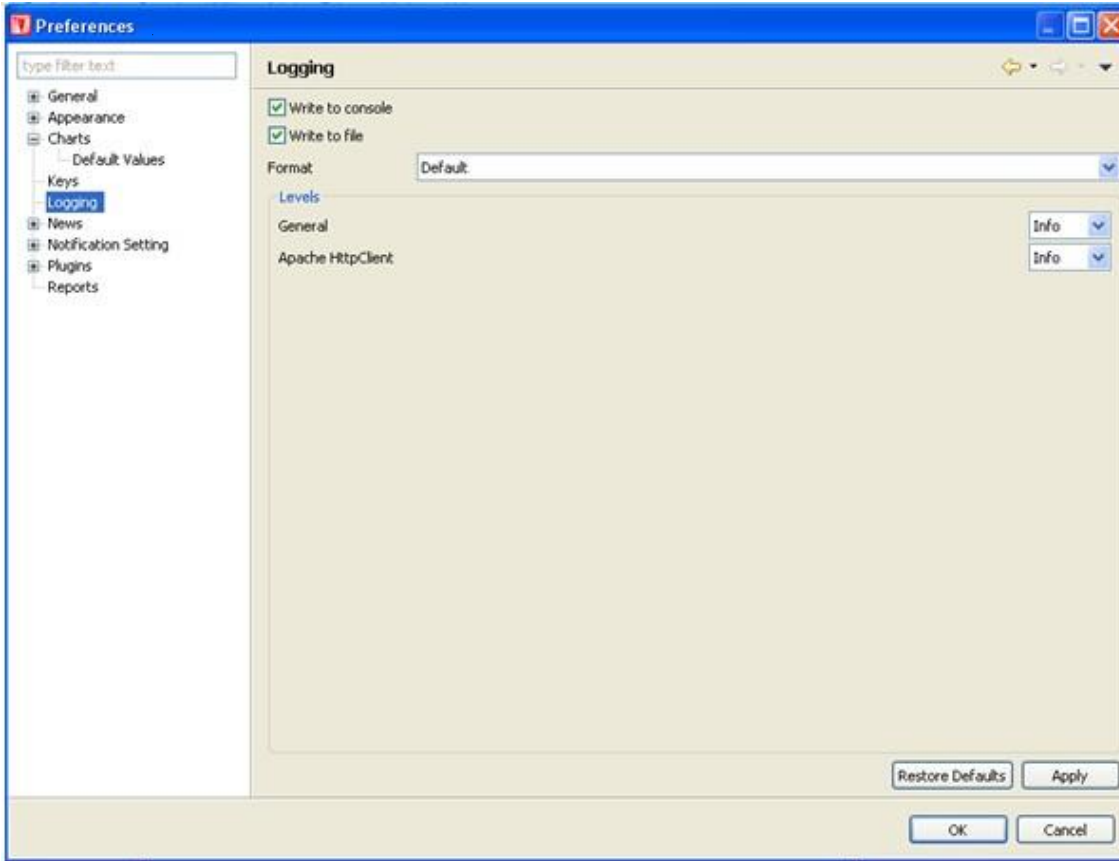 Preferences
type filter text
General
Appearance
Charts
Default Values
Keys
Logging
News
Notification Setting
Plugins
Reports
Logging
Write to console
Write to file
Format Default
Levels
General Info
Apache HttpClient Info
Restore Defaults Apply
OK Cancel